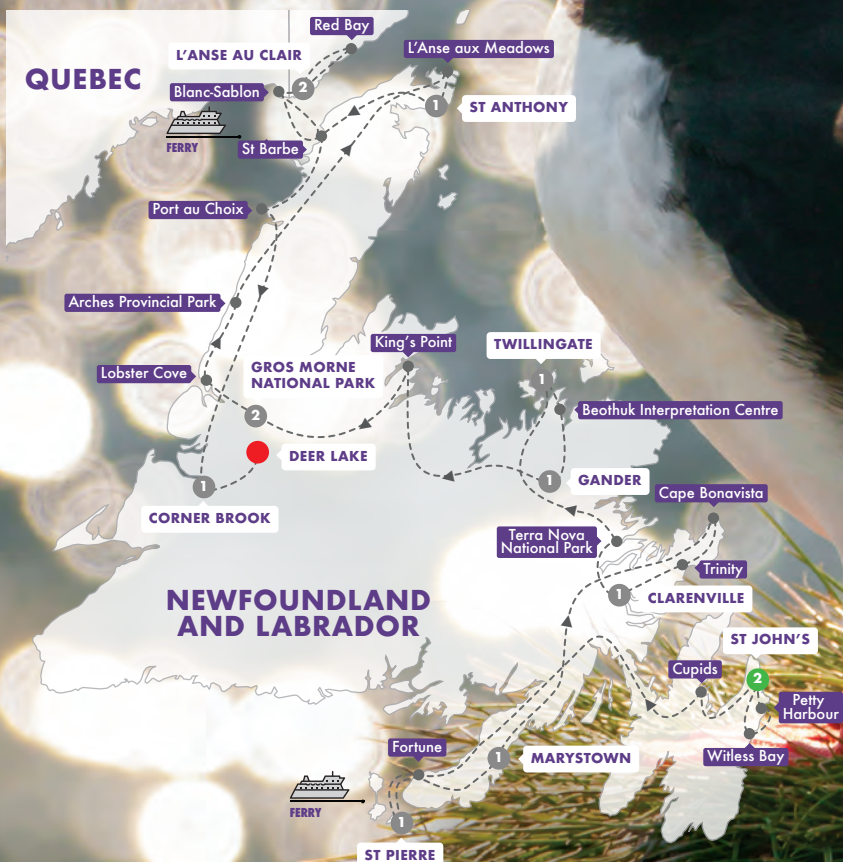 Red Bay
L'ANSE AU CLAIR
L'Anse aux Meadows
QUEBEC
2
Blanc-Sablon
1
ST ANTHONY
FERRY
St Barbe
Port au Choix
Arches Provincial Park
King's Point
TWILLINGATE
Lobster Cove
GROS MORNE
NATIONAL PARK
1
2
Beothuk Interpretation Centre
DEER LAKE
1
GANDER
1
CORNER BROOK
Cape Bonavista
Terra Nova
National Park
Trinity
1
CLARENVILLE
NEWFOUNDLAND
AND LABRADOR
ST JOHN'S
Cupids
2
Petty
Harbour
Witless Bay
Fortune
1
MARYSTOWN
FERRY
1
ST PIERRE